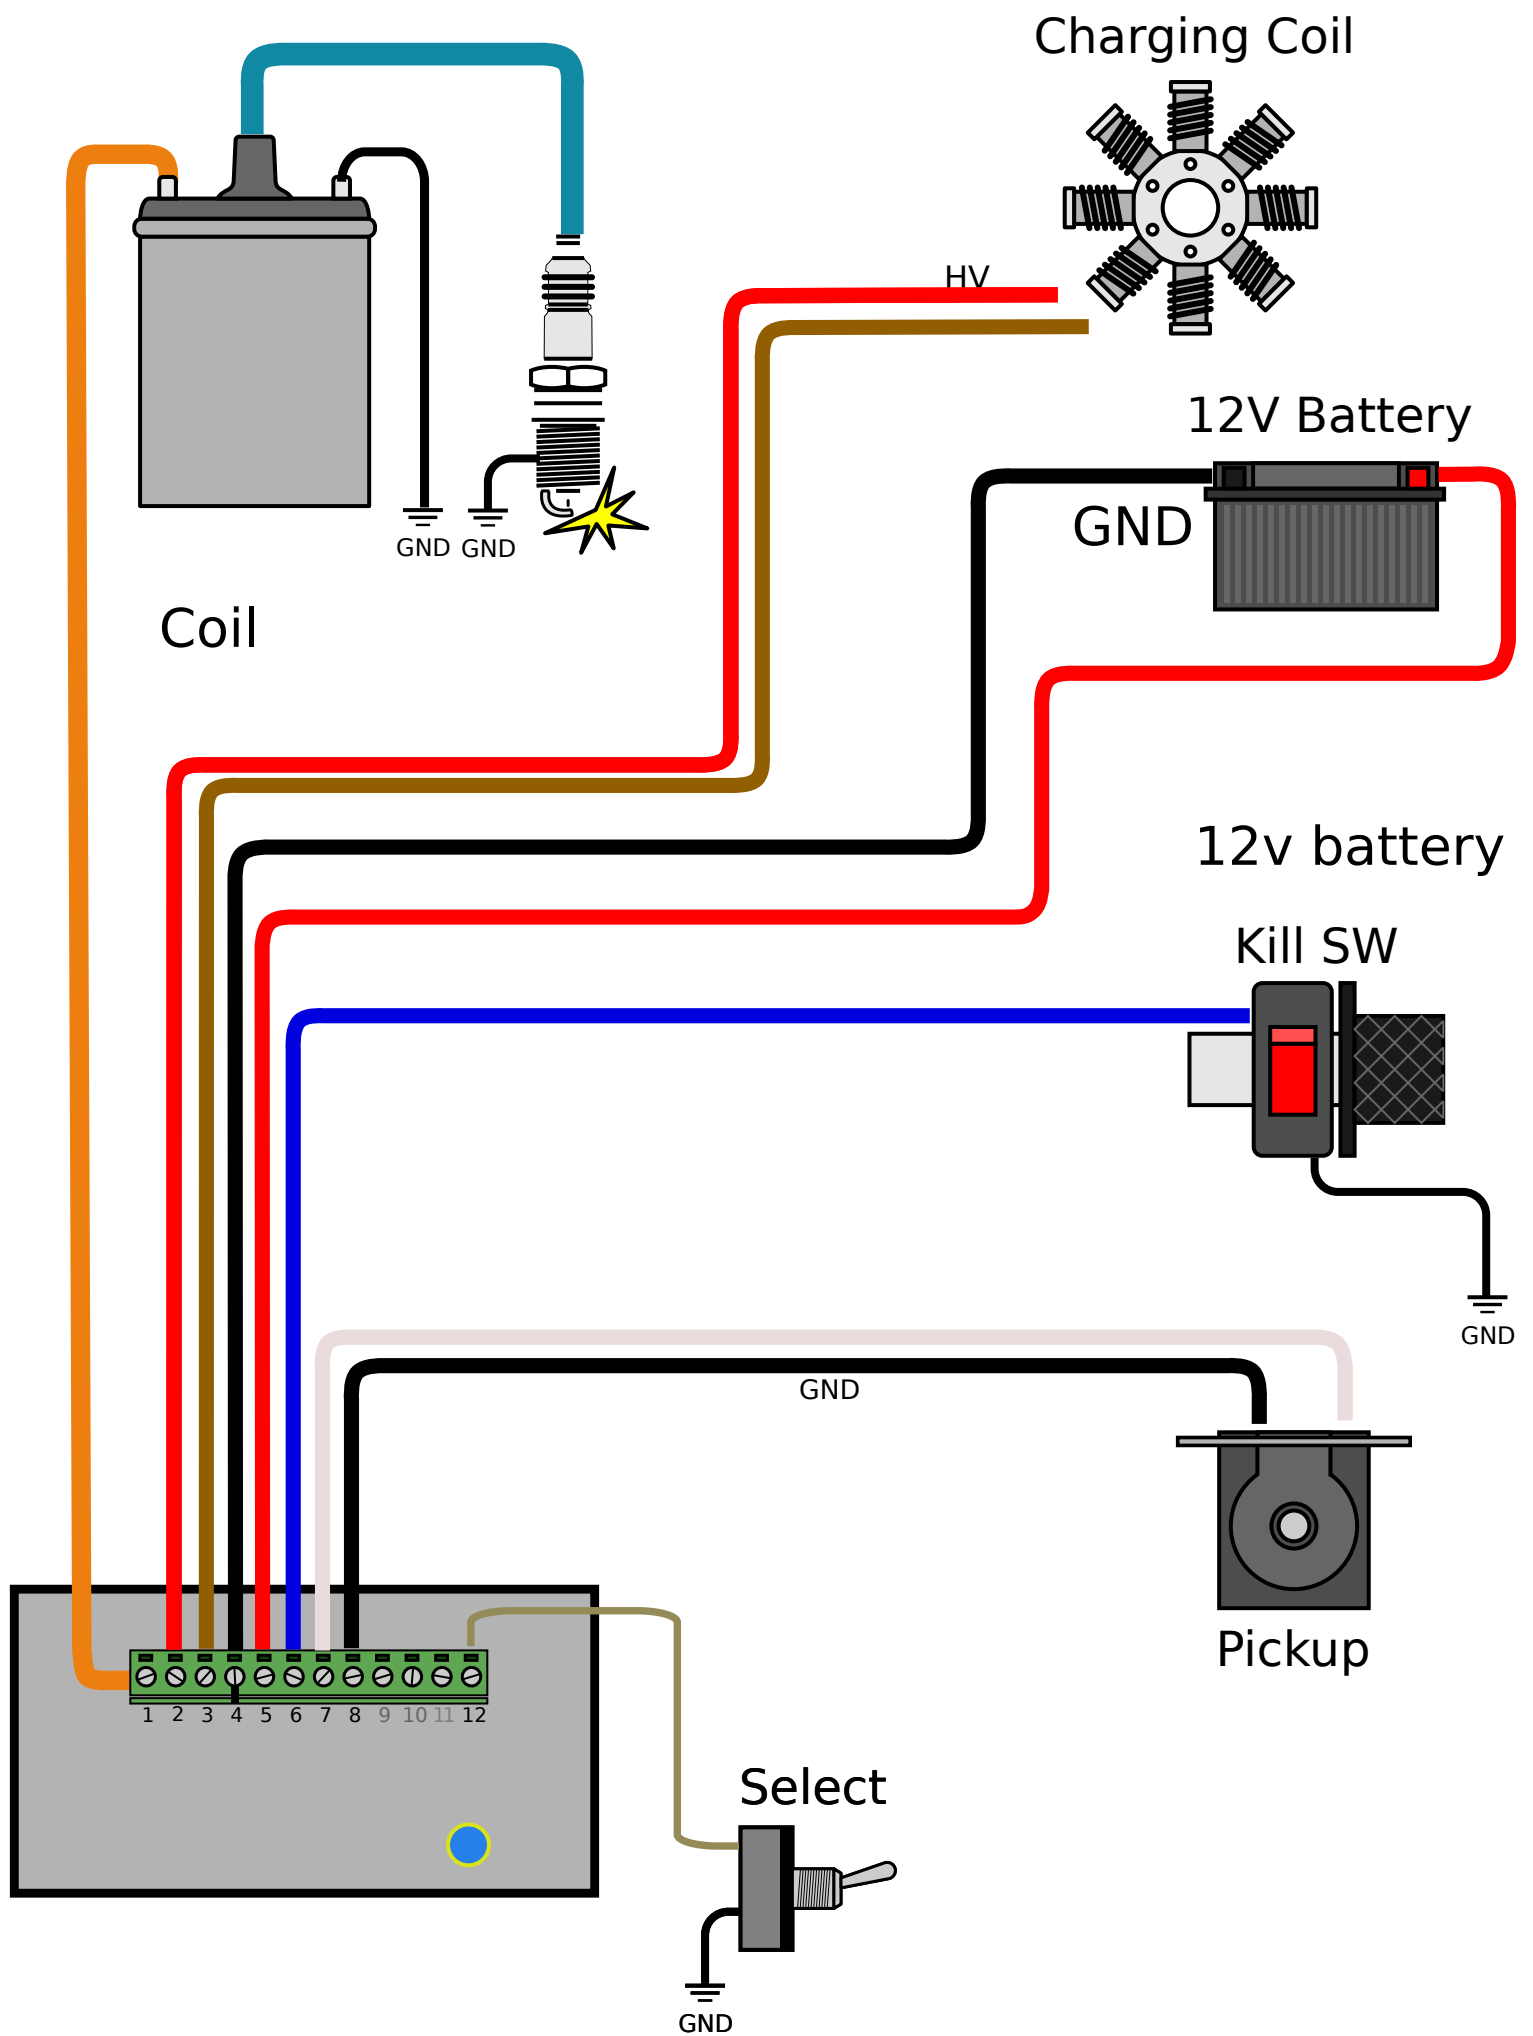 Charging Coil
HV
12V Battery
GND
GND GND
Coil
12v battery
Kill SW
GND
GND
Pickup
1 2 3 4 5 6 7 8 9 10 11 12
Select
GND